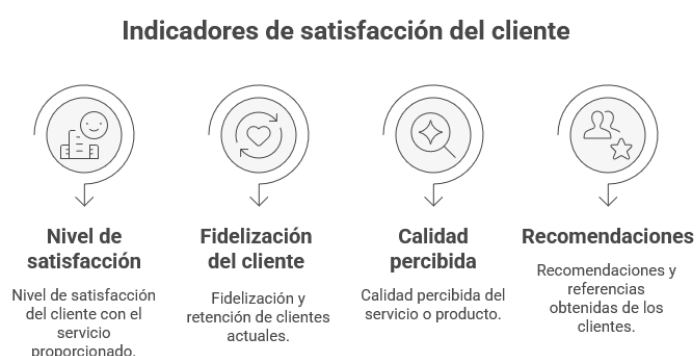 Indicadores de satisfacción del cliente
Nivel de
satisfacción
Nivel de satisfacción
del cliente con el
servicio
proporcionado.
Fidelización
del cliente
Fidelización y
retención de clientes
actuales.
Calidad
percibida
Calidad percibida del
servicio o producto.
Recomendaciones
Recomendaciones y
referencias
obtenidas de los
clientes.